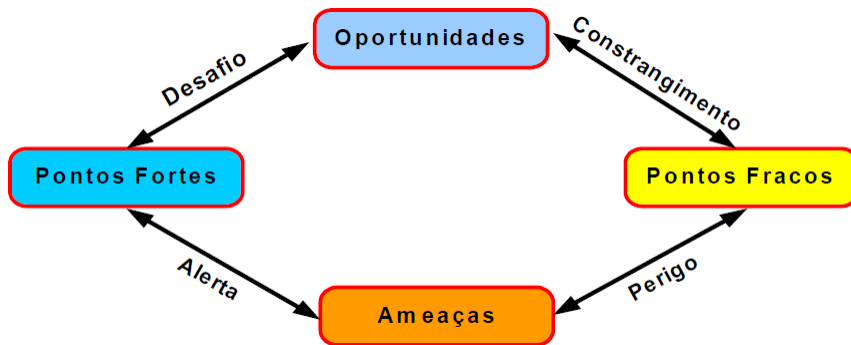 Oportunidades
Desafio
Constrangimento
Pontos Fortes
Pontos Fracos
Alerta
Perigo
Ameaças